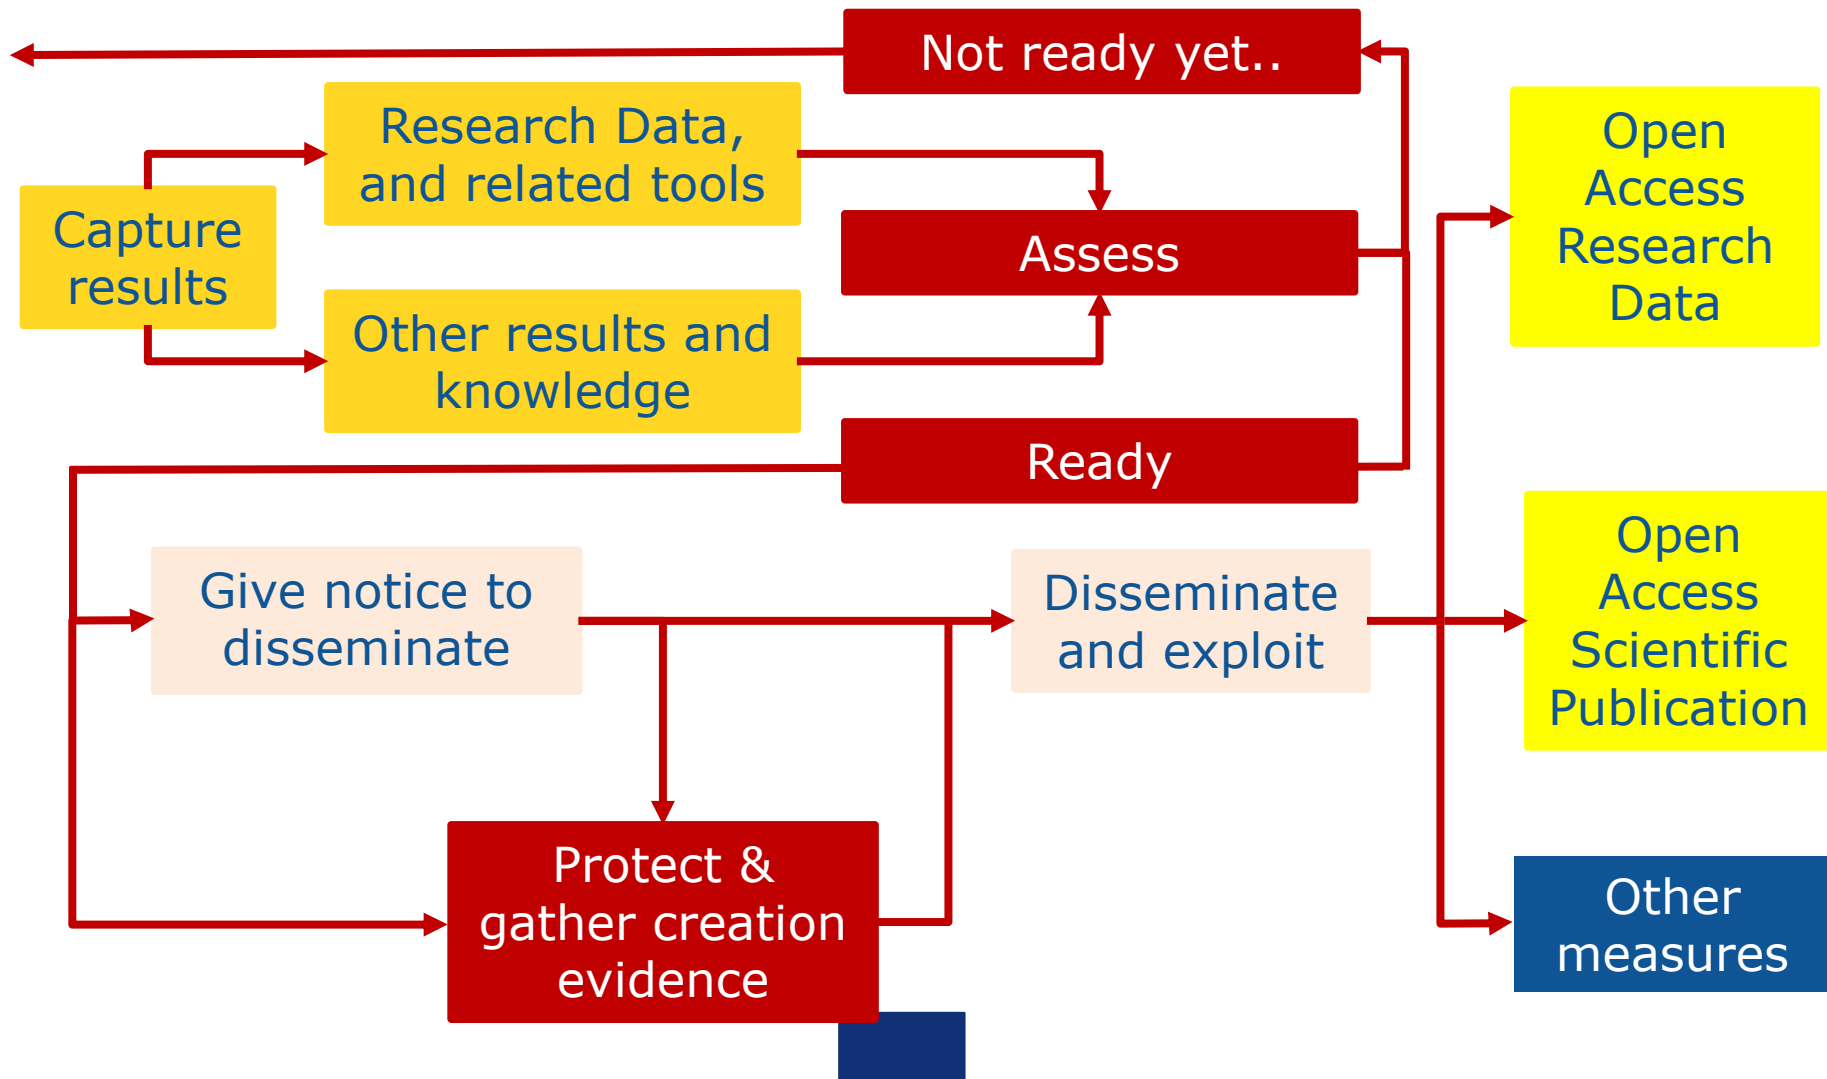 Not ready yet..
Research Data,
and related tools
Capture
results
Assess
Other results and
knowledge
Ready
Give notice to
disseminate
Protect &
gather creation
evidence
Disseminate
and exploit
Open
Access
Research
Data
Open
Access
Scientific
Publication
Other
measures